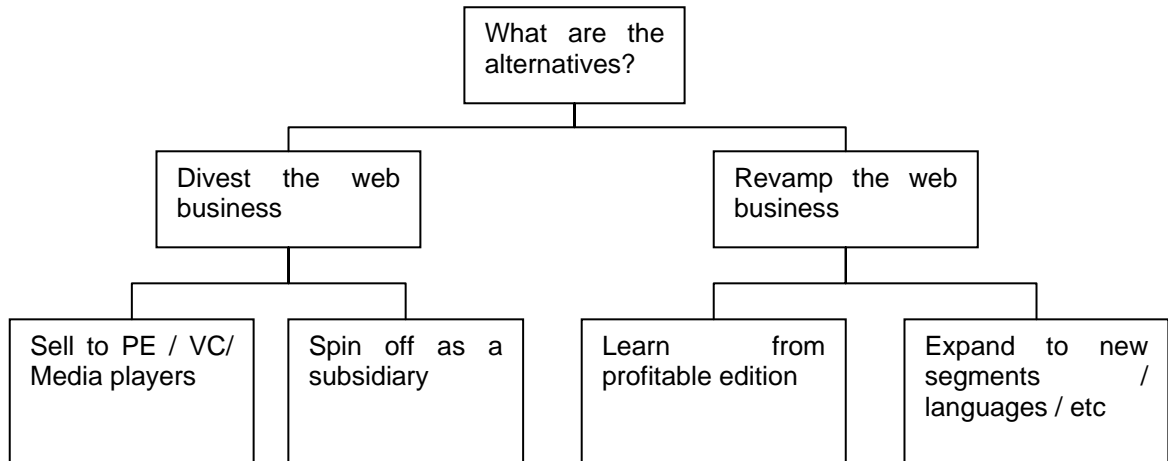 What are the
alternatives?
Divest the web
business
Revamp the web
business
Sell to PE / VC/
Media players
Spin off as a
subsidiary
Learn from
profitable edition
Expand to new
segments /
languages / etc